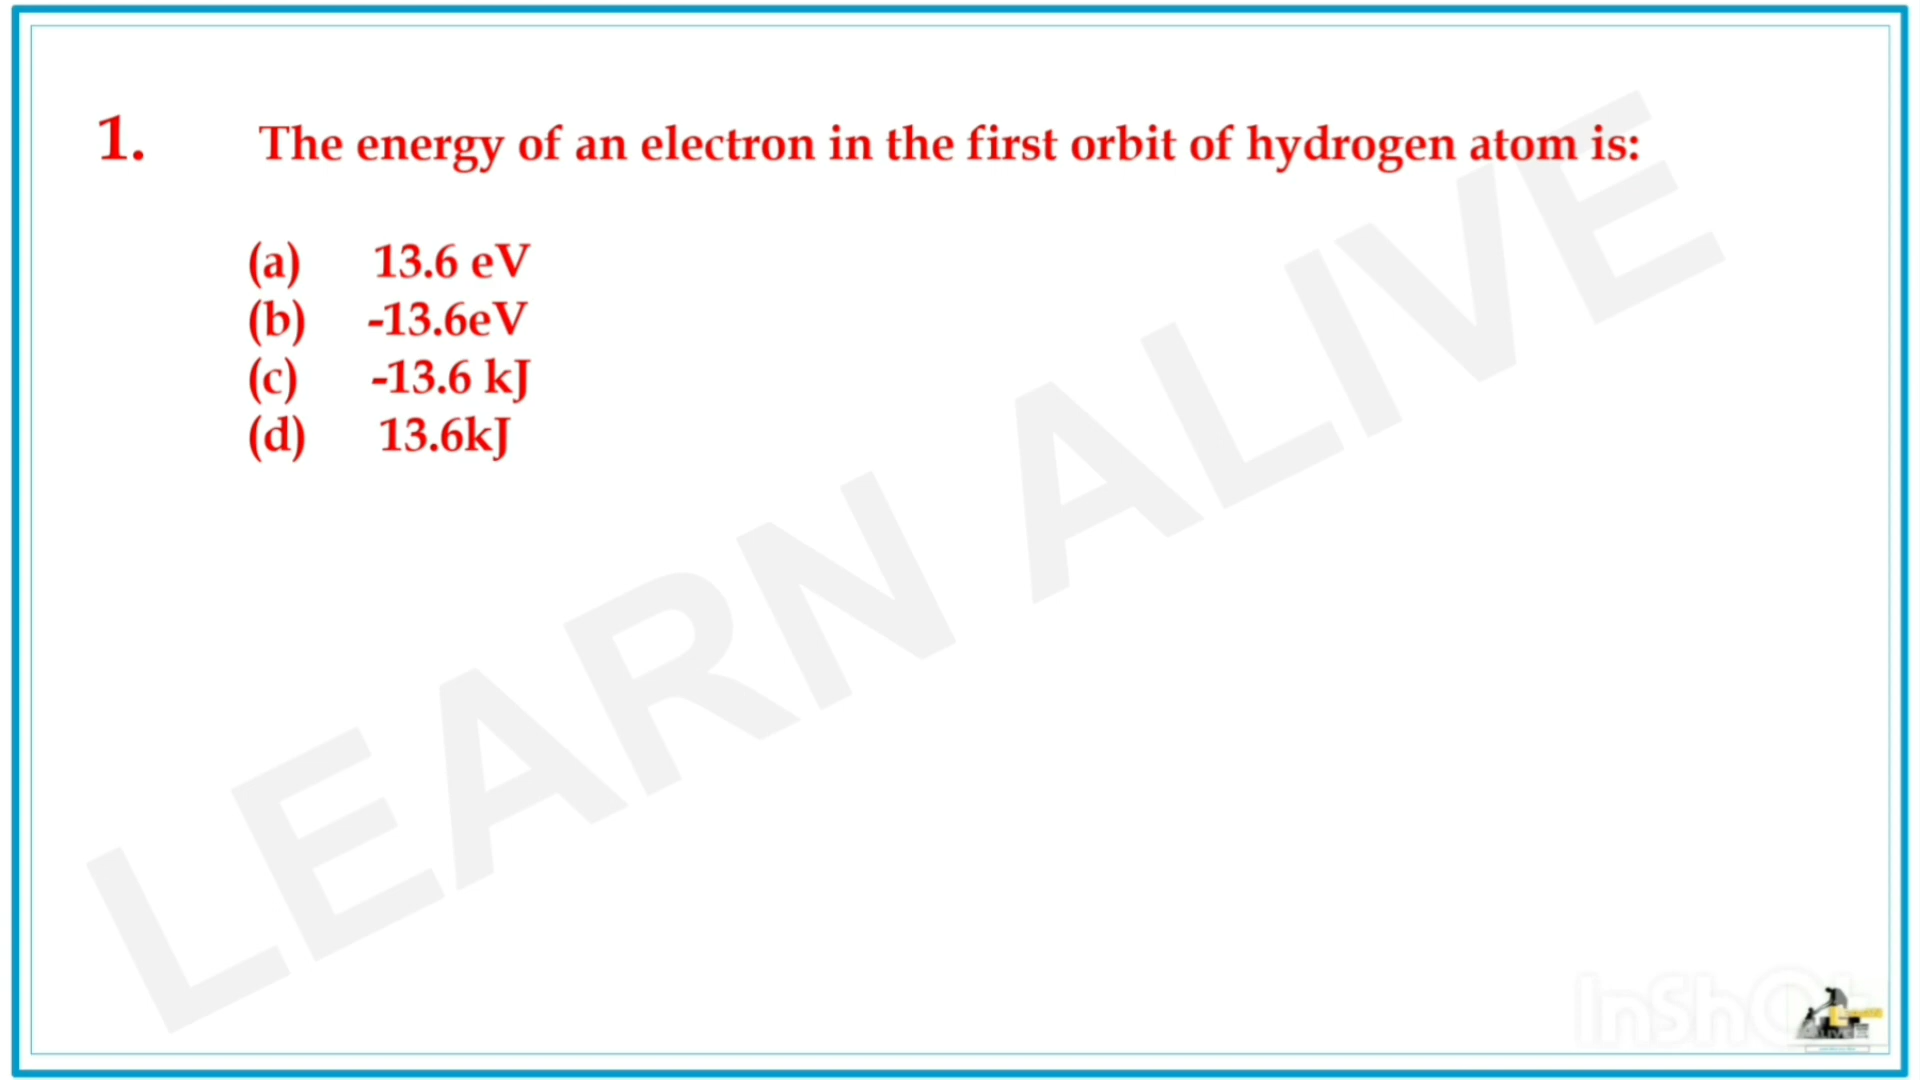 1. The energy of an electron in the first orbit of hydrogen atom is:
(a) 13.6 eV
(b) -13.6eV
(c) -13.6 kJ
(d) 13.6kJ
LEARN ALIVE
InShOt